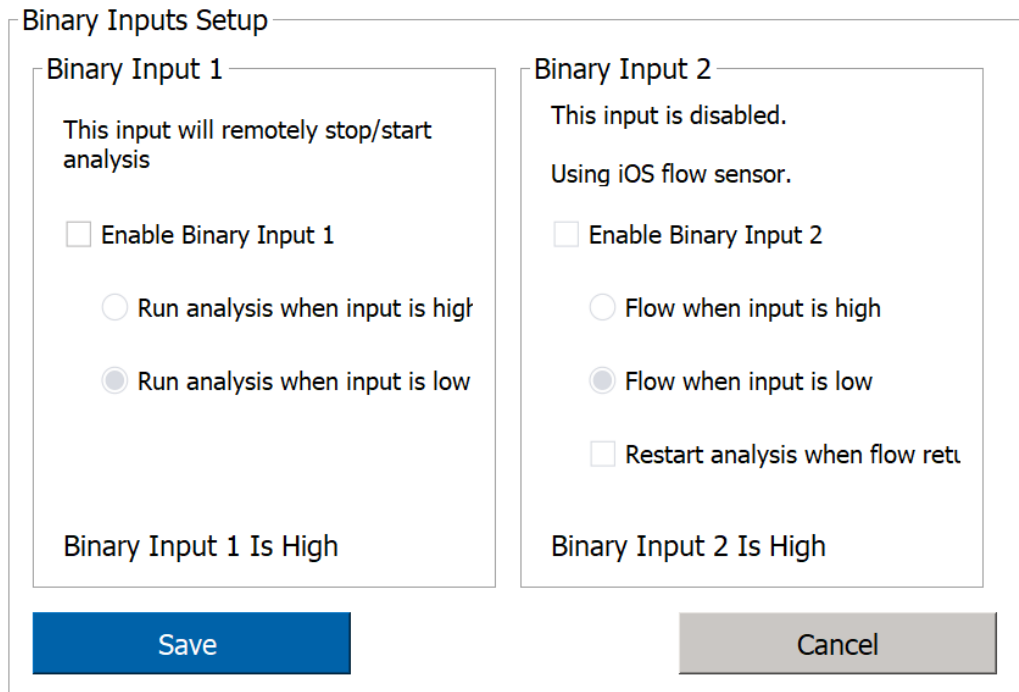 Binary Inputs Setup
Binary Input 1
This input will remotely stop/start
analysis
Enable Binary Input 1
Run analysis when input is high
Run analysis when input is low
Binary Input 1 Is High
Binary Input 2
This input is disabled.
Using iOS flow sensor.
Enable Binary Input 2
Flow when input is high
Flow when input is low
Restart analysis when flow retu
Binary Input 2 Is High
Save
Cancel